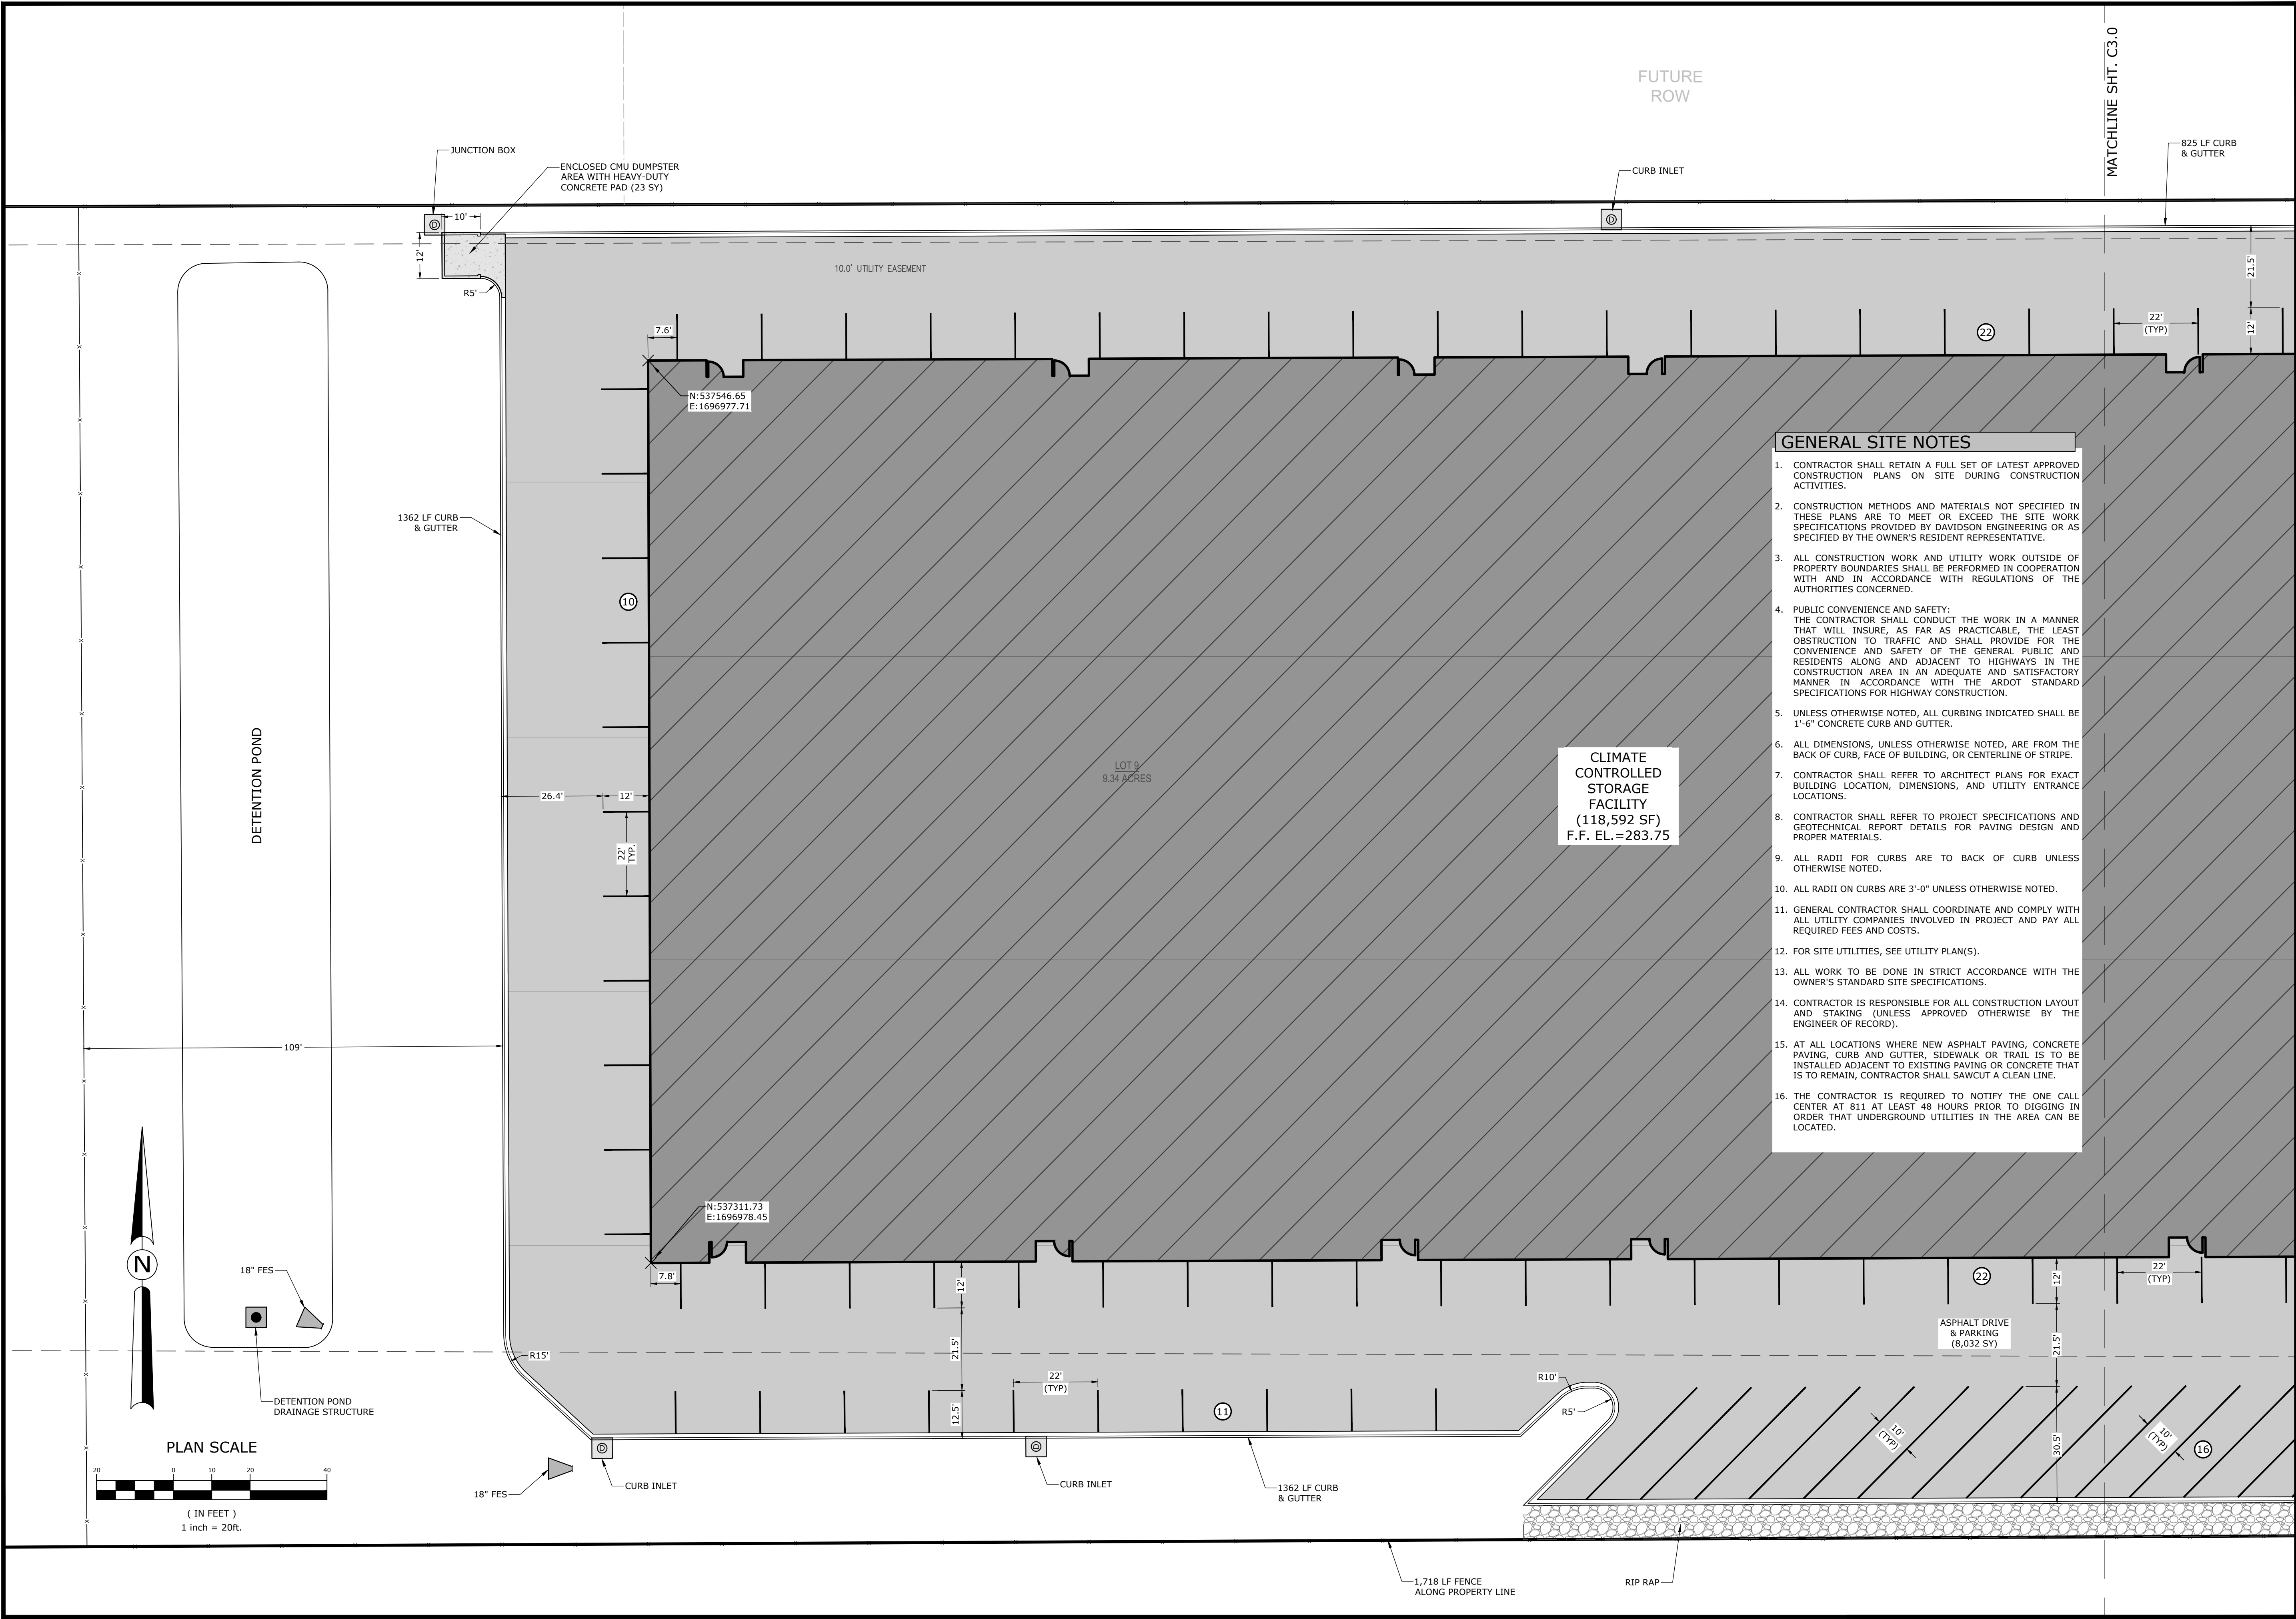 FUTURE
ROW
MATCHLINE SHT. C3.0
JUNCTION BOX
ENCLOSED CMU DUMPSTER
AREA WITH HEAVY-DUTY
CONCRETE PAD (23 SY)
CURB INLET
825 LF CURB
& GUTTER
D
10'
D
12'
R5'
10.0' UTILITY EASEMENT
21.5'
7.6'
22
22'
(TYP)
12'
N:537546.65
E:1696977.71
GENERAL SITE NOTES
1. CONTRACTOR SHALL RETAIN A FULL SET OF LATEST APPROVED
CONSTRUCTION PLANS ON SITE DURING CONSTRUCTION
ACTIVITIES.
2. CONSTRUCTION METHODS AND MATERIALS NOT SPECIFIED IN
THESE PLANS ARE TO MEET OR EXCEED THE SITE WORK
SPECIFICATIONS PROVIDED BY DAVIDSON ENGINEERING OR AS
SPECIFIED BY THE OWNER'S RESIDENT REPRESENTATIVE.
3. ALL CONSTRUCTION WORK AND UTILITY WORK OUTSIDE OF
PROPERTY BOUNDARIES SHALL BE PERFORMED IN COOPERATION
WITH AND IN ACCORDANCE WITH REGULATIONS OF THE
AUTHORITIES CONCERNED.
4. PUBLIC CONVENIENCE AND SAFETY:
THE CONTRACTOR SHALL CONDUCT THE WORK IN A MANNER
THAT WILL INSURE, AS FAR AS PRACTICABLE, THE LEAST
OBSTRUCTION TO TRAFFIC AND SHALL PROVIDE FOR THE
CONVENIENCE AND SAFETY OF THE GENERAL PUBLIC AND
RESIDENTS ALONG AND ADJACENT TO HIGHWAYS IN THE
CONSTRUCTION AREA IN AN ADEQUATE AND SATISFACTORY
MANNER IN ACCORDANCE WITH THE ARDOT STANDARD
SPECIFICATIONS FOR HIGHWAY CONSTRUCTION.
5. UNLESS OTHERWISE NOTED, ALL CURBING INDICATED SHALL BE
1'-6" CONCRETE CURB AND GUTTER.
6. ALL DIMENSIONS, UNLESS OTHERWISE NOTED, ARE FROM THE
BACK OF CURB, FACE OF BUILDING, OR CENTERLINE OF STRIPE.
7. CONTRACTOR SHALL REFER TO ARCHITECT PLANS FOR EXACT
BUILDING LOCATION, DIMENSIONS, AND UTILITY ENTRANCE
LOCATIONS.
8. CONTRACTOR SHALL REFER TO PROJECT SPECIFICATIONS AND
GEOTECHNICAL REPORT DETAILS FOR PAVING DESIGN AND
PROPER MATERIALS.
9. ALL RADII FOR CURBS ARE TO BACK OF CURB UNLESS
OTHERWISE NOTED.
10. ALL RADII ON CURBS ARE 3'-0" UNLESS OTHERWISE NOTED.
11. GENERAL CONTRACTOR SHALL COORDINATE AND COMPLY WITH
ALL UTILITY COMPANIES INVOLVED IN PROJECT AND PAY ALL
REQUIRED FEES AND COSTS.
12. FOR SITE UTILITIES, SEE UTILITY PLAN(S).
13. ALL WORK TO BE DONE IN STRICT ACCORDANCE WITH THE
OWNER'S STANDARD SITE SPECIFICATIONS.
14. CONTRACTOR IS RESPONSIBLE FOR ALL CONSTRUCTION LAYOUT
AND STAKING (UNLESS APPROVED OTHERWISE BY THE
ENGINEER OF RECORD).
15. AT ALL LOCATIONS WHERE NEW ASPHALT PAVING, CONCRETE
PAVING, CURB AND GUTTER, SIDEWALK OR TRAIL IS TO BE
INSTALLED ADJACENT TO EXISTING PAVING OR CONCRETE THAT
IS TO REMAIN, CONTRACTOR SHALL SAWCUT A CLEAN LINE.
16. THE CONTRACTOR IS REQUIRED TO NOTIFY THE ONE CALL
CENTER AT 811 AT LEAST 48 HOURS PRIOR TO DIGGING IN
ORDER THAT UNDERGROUND UTILITIES IN THE AREA CAN BE
LOCATED.
1362 LF CURB
& GUTTER
10
DETENTION POND
LOT 9
9.34 ACRES
CLIMATE
CONTROLLED
STORAGE
FACILITY
(118,592 SF)
F.F. EL.=283.75
26.4'
12'
22'
TYP.
109'
N:537311.73
E:1696978.45
N
18" FES
7.8'
12'
22
22'
(TYP)
12'
ASPHALT DRIVE
& PARKING
(8,032 SY)
21.5'
21.5'
R15'
22'
(TYP)
R10'
R5'
11
12.5'
10'
(TYP)
10'
(TYP)
16
30.5'
DETENTION POND
DRAINAGE STRUCTURE
PLAN SCALE
20 0 10 20 40
( IN FEET )
1 inch = 20ft.
D
D
18" FES
CURB INLET
CURB INLET
1362 LF CURB
& GUTTER
1,718 LF FENCE
ALONG PROPERTY LINE
RIP RAP